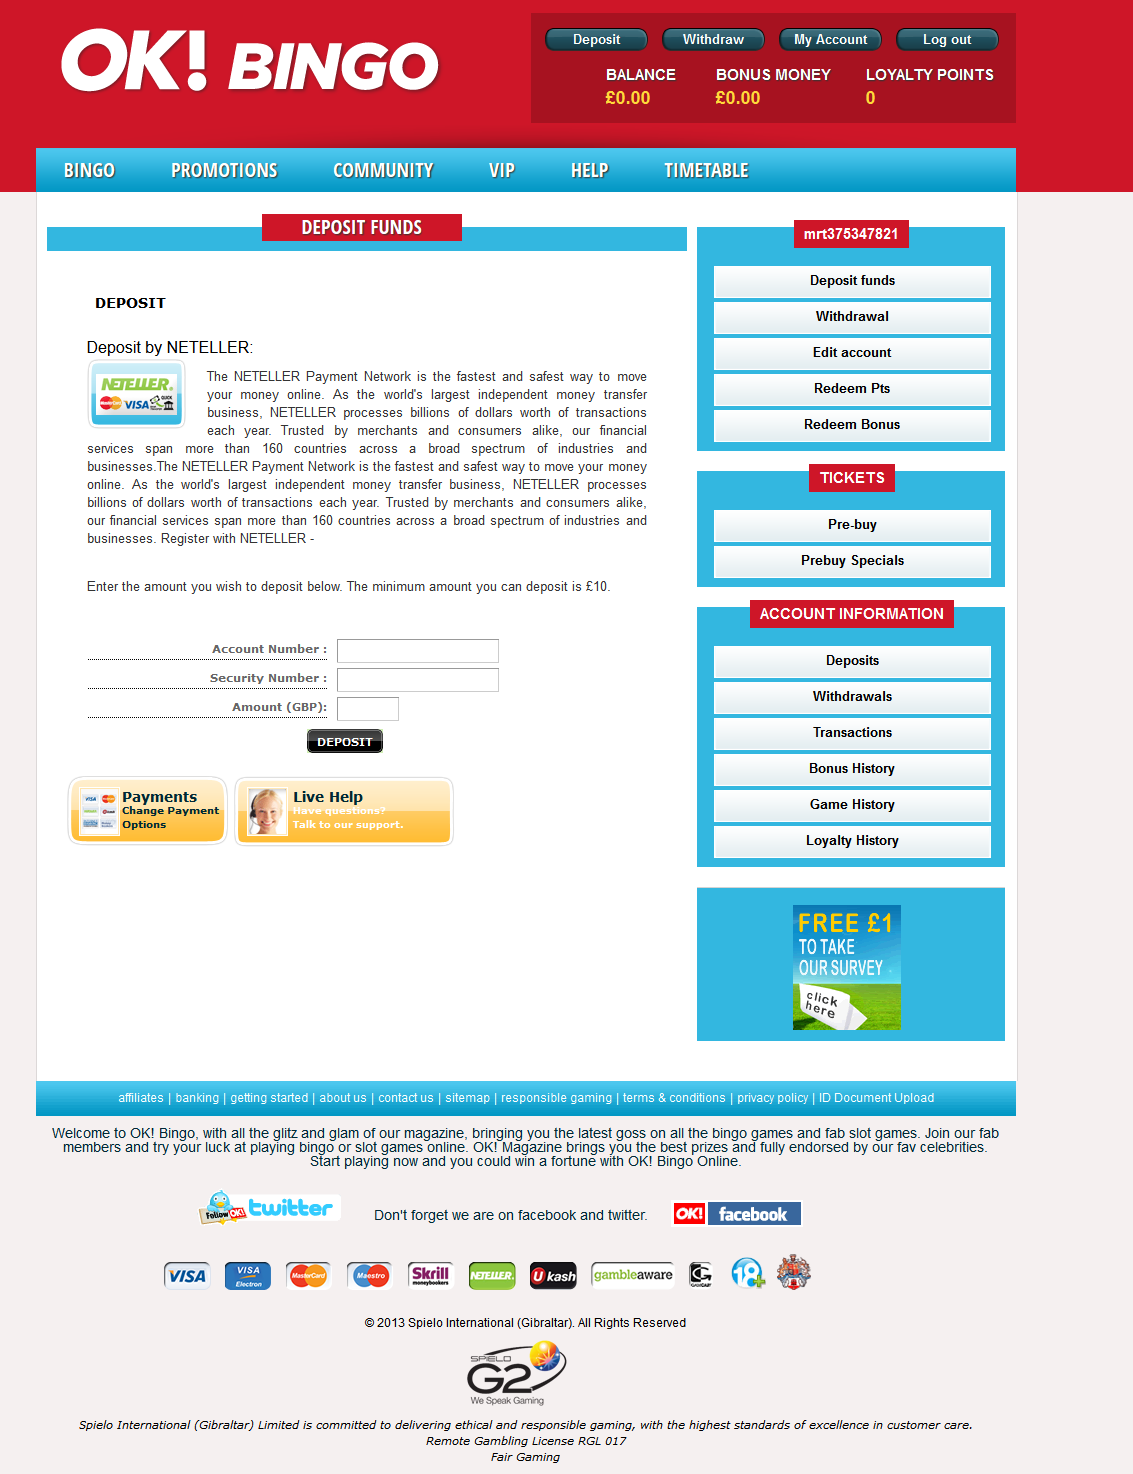 OK! BINGO
Deposit Withdraw My Account Log out
BALANCE BONUS MONEY LOYALTY POINTS
£0.00 £0.00 0
BINGO PROMOTIONS COMMUNITY VIP HELP TIMETABLE
DEPOSIT FUNDS
DEPOSIT
Deposit by NETELLER:
NETELLER.
MasterCard VISA
The NETELLER Payment Network is the fastest and safest way to move
your money online. As the world's largest independent money transfer
business, NETELLER processes billions of dollars worth of transactions
each year. Trusted by merchants and consumers alike, our financial
services span more than 160 countries across a broad spectrum of industries and
businesses.The NETELLER Payment Network is the fastest and safest way to move your money
online. As the world's largest independent money transfer business, NETELLER processes
billions of dollars worth of transactions each year. Trusted by merchants and consumers alike,
our financial services span more than 160 countries across a broad spectrum of industries and
businesses. Register with NETELLER -
Enter the amount you wish to deposit below. The minimum amount you can deposit is £10.
Account Number :
Security Number :
Amount (GBP):
DEPOSIT
Payments
Change Payment
Options
Live Help
Have questions?
Talk to our support.
mrt375347821
Deposit funds
Withdrawal
Edit account
Redeem Pts
Redeem Bonus
TICKETS
Pre-buy
Prebuy Specials
ACCOUNT INFORMATION
Deposits
Withdrawals
Transactions
Bonus History
Game History
Loyalty History
FREE £1
TO TAKE
OUR SURVEY
click
here
affiliates | banking | getting started | about us | contact us | sitemap | responsible gaming | terms & conditions | privacy policy | ID Document Upload
Welcome to OK! Bingo, with all the glitz and glam of our magazine, bringing you the latest goss on all the bingo games and fab slot games. Join our fab
members and try your luck at playing bingo or slot games online. OK! Magazine brings you the best prizes and fully endorsed by our fav celebrities.
Start playing now and you could win a fortune with OK! Bingo Online.
Follow OK! twitter
Don't forget we are on facebook and twitter.
OK! facebook
VISA VISA Electron MasterCard Maestro Skrill moneybookers NETELLER. Ukash gambleaware GAMCARE 18+
© 2013 Spielo International (Gibraltar). All Rights Reserved
SPIELO
G2
We Speak Gaming
Spielo International (Gibraltar) Limited is committed to delivering ethical and responsible gaming, with the highest standards of excellence in customer care.
Remote Gambling License RGL 017
Fair Gaming